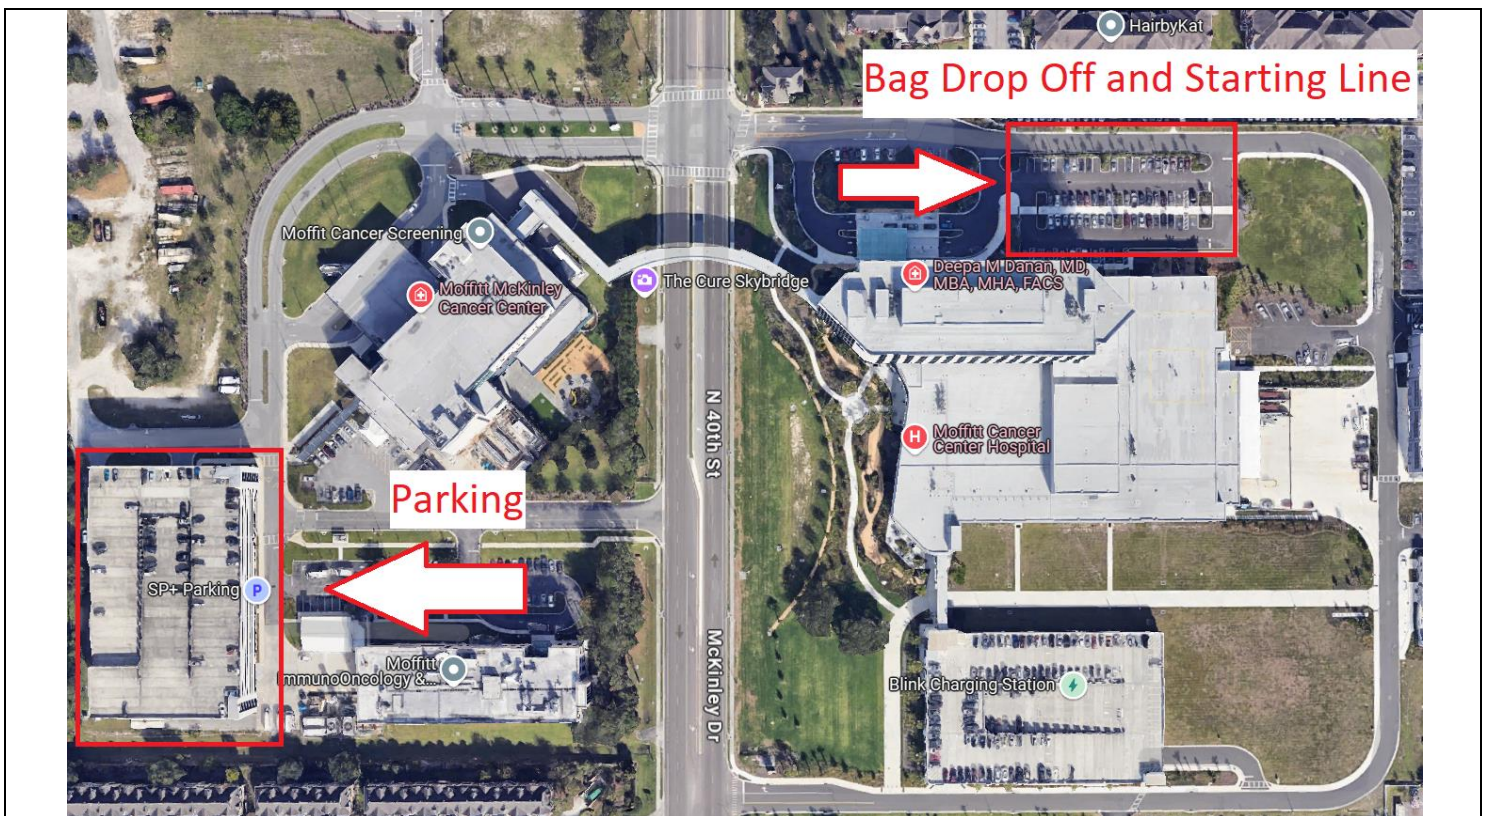 HairbyKat
Bag Drop Off and Starting Line
Moffit Cancer Screening
Moffitt McKinley
Cancer Center
The Cure Skybridge
Deepa M Danan, MD,
MBA, MHA, FACS
N 40th St
Moffitt Cancer
Center Hospital
H
Parking
SP+ Parking
P
McKinley Dr
Moffitt
ImmunoOncology &...
Blink Charging Station